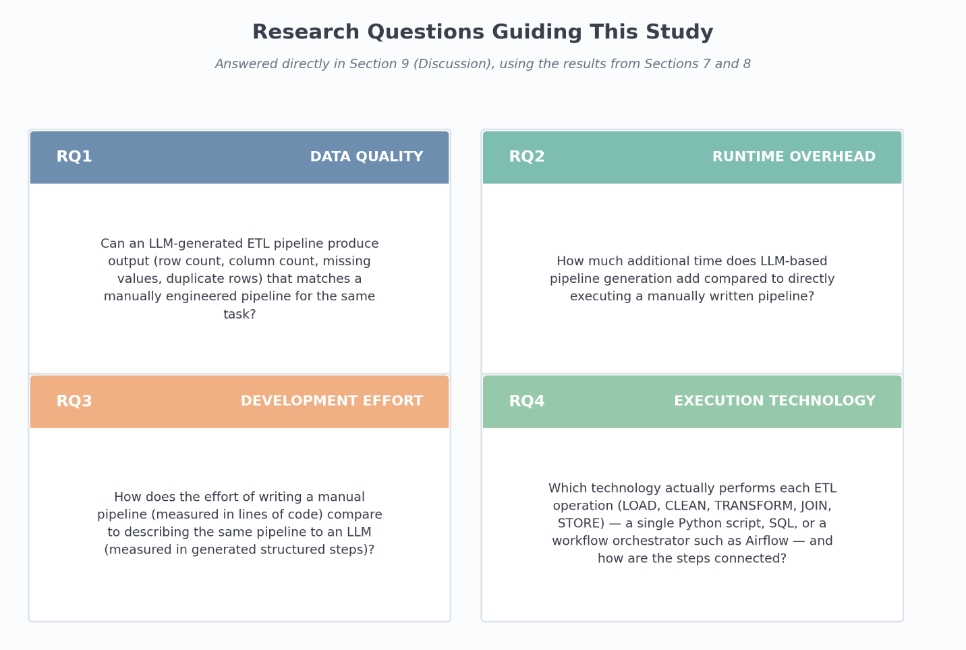 Research Questions Guiding This Study
Answered directly in Section 9 (Discussion), using the results from Sections 7 and 8
RQ1
DATA QUALITY
Can an LLM-generated ETL pipeline produce
output (row count, column count, missing
values, duplicate rows) that matches a
manually engineered pipeline for the same
task?
RQ2
RUNTIME OVERHEAD
How much additional time does LLM-based
pipeline generation add compared to directly
executing a manually written pipeline?
RQ3
DEVELOPMENT EFFORT
How does the effort of writing a manual
pipeline (measured in lines of code) compare
to describing the same pipeline to an LLM
(measured in generated structured steps)?
RQ4
EXECUTION TECHNOLOGY
Which technology actually performs each ETL
operation (LOAD, CLEAN, TRANSFORM, JOIN,
STORE) — a single Python script, SQL, or a
workflow orchestrator such as Airflow — and
how are the steps connected?